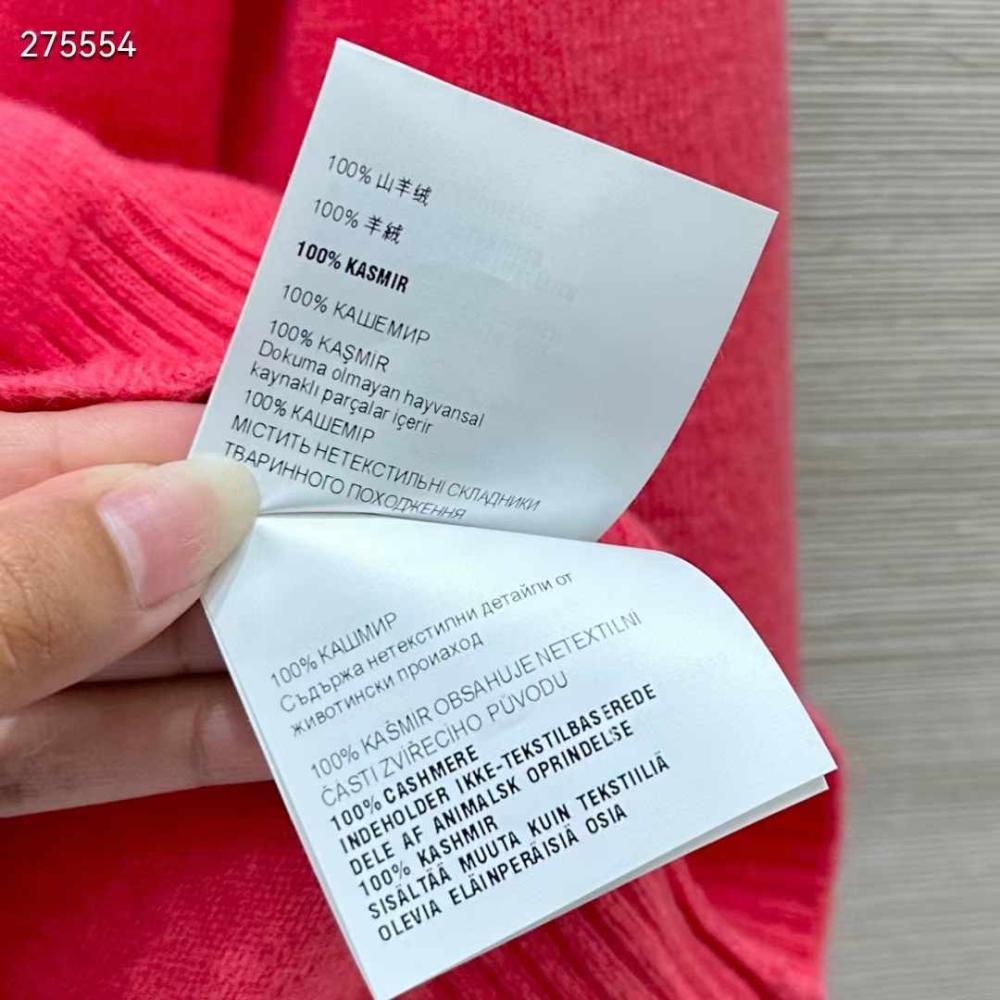 275554
100% 山羊绒
100% 羊絨
100% KASMIR
100% КАШЕМИР
100% KAŞMİR
Dokuma olmayan hayvansal
kaynaklı parçalar içerir
100% КАШЕМІР
МІСТИТЬ НЕТЕКСТИЛЬНІ СКЛАДНИКИ
ТВАРИННОГО ПОХОДЖЕННЯ
100% КАШМИР
Съдържа нетекстилни детайли от
животински проиаход
100% KAŠMIR OBSAHUJE NETEXTILNÍ
ČÁSTI ZVÍŘECÍHO PŮVODU
100% CASHMERE
INDEHOLDER IKKE-TEKSTILBASEREDE
DELE AF ANIMALSK OPRINDELSE
100% KASHMIR
SISÄLTÄÄ MUUTA KUIN TEKSTIILIÄ
OLEVIA ELÄINPERÄISIÄ OSIA